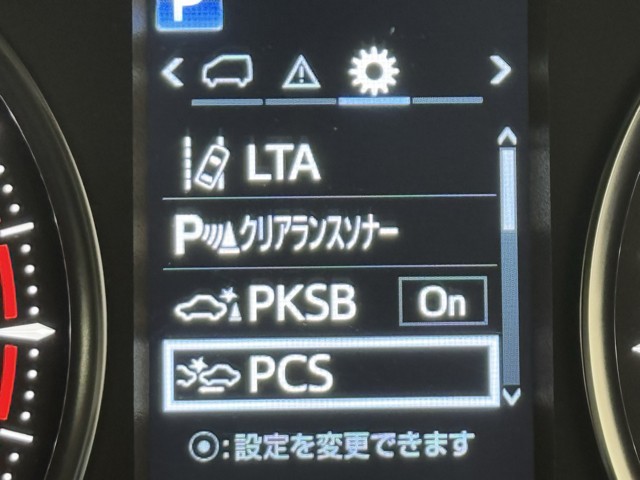 P
LTA
Pクリアランスソナー
PKSB On
PCS
:設定を変更できます